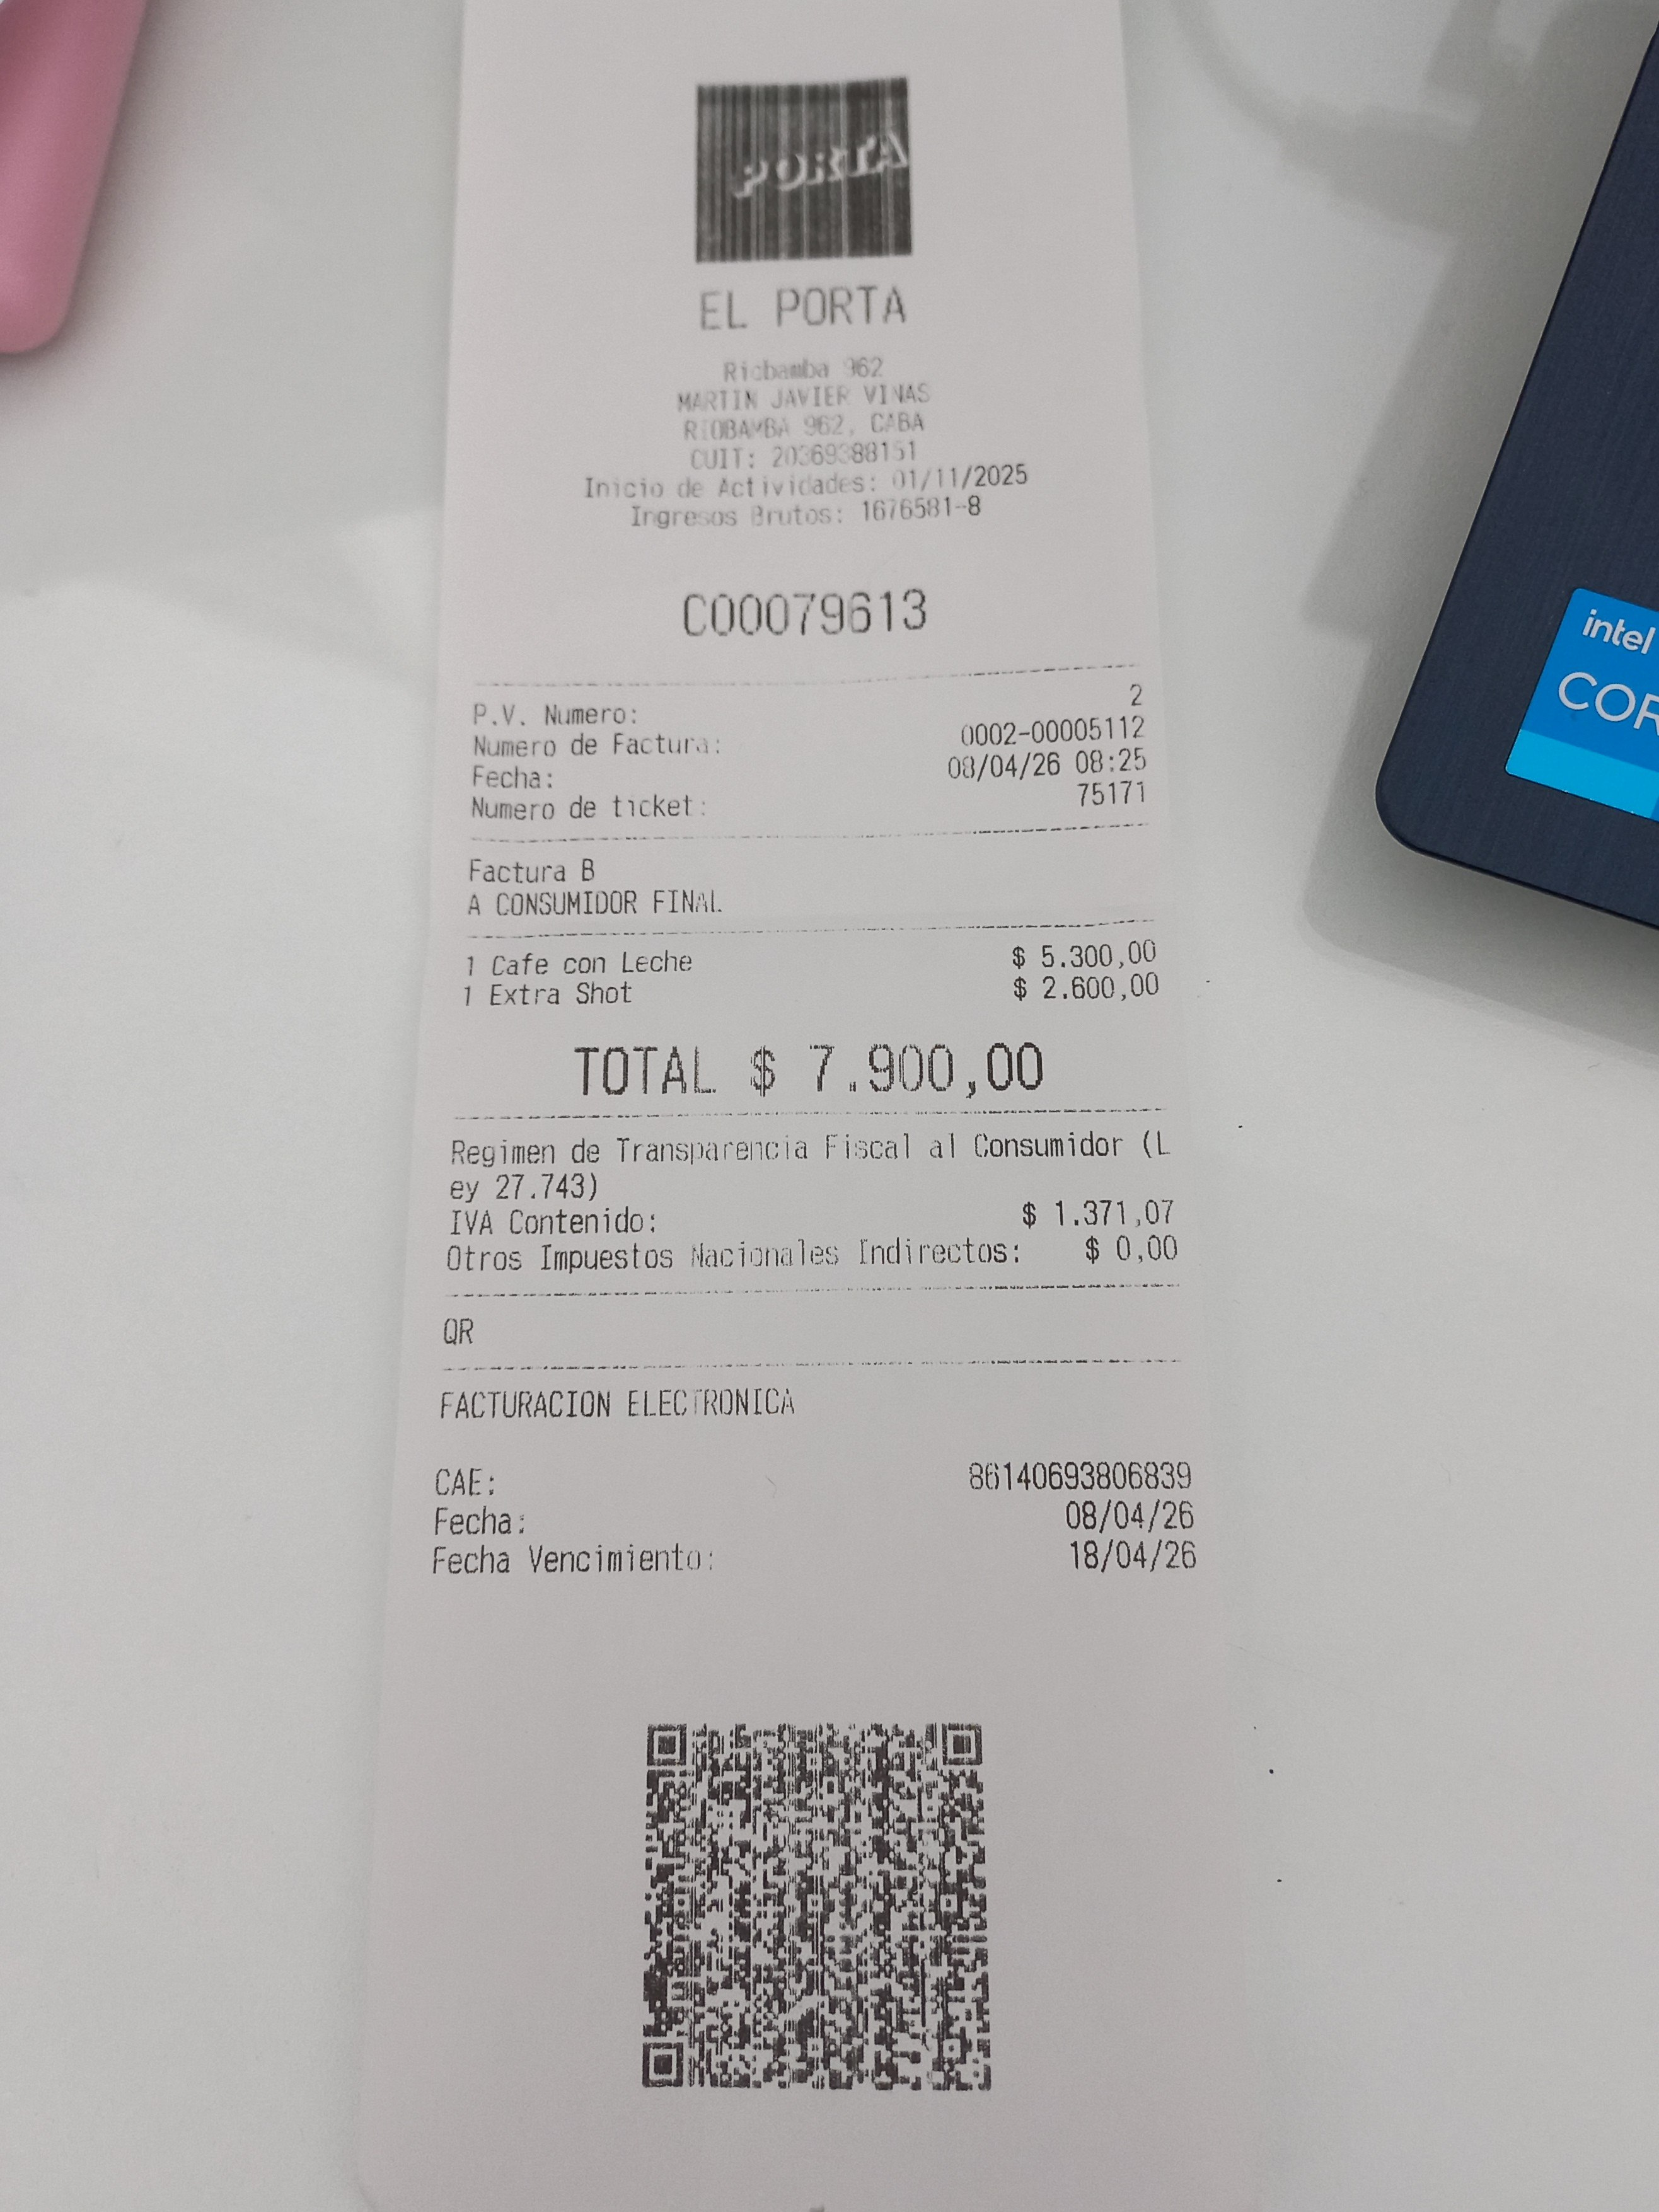 PORTA
EL PORTA
Riobamba 962
MARTIN JAVIER VINAS
RIOBAMBA 962, CABA
CUIT: 20369388151
Inicio de Actividades: 01/11/2025
Ingresos Brutos: 1676581-8
C00079613
P.V. Numero: 2
Numero de Factura: 0002-00005112
Fecha: 08/04/26 08:25
Numero de ticket: 75171
Factura B
A CONSUMIDOR FINAL
1 Cafe con Leche $ 5.300,00
1 Extra Shot $ 2.600,00
TOTAL $ 7.900,00
Regimen de Transparencia Fiscal al Consumidor (L
ey 27.743)
IVA Contenido: $ 1.371,07
Otros Impuestos Nacionales Indirectos: $ 0,00
QR
FACTURACION ELECTRONICA
CAE: 86140693806839
Fecha: 08/04/26
Fecha Vencimiento: 18/04/26
intel